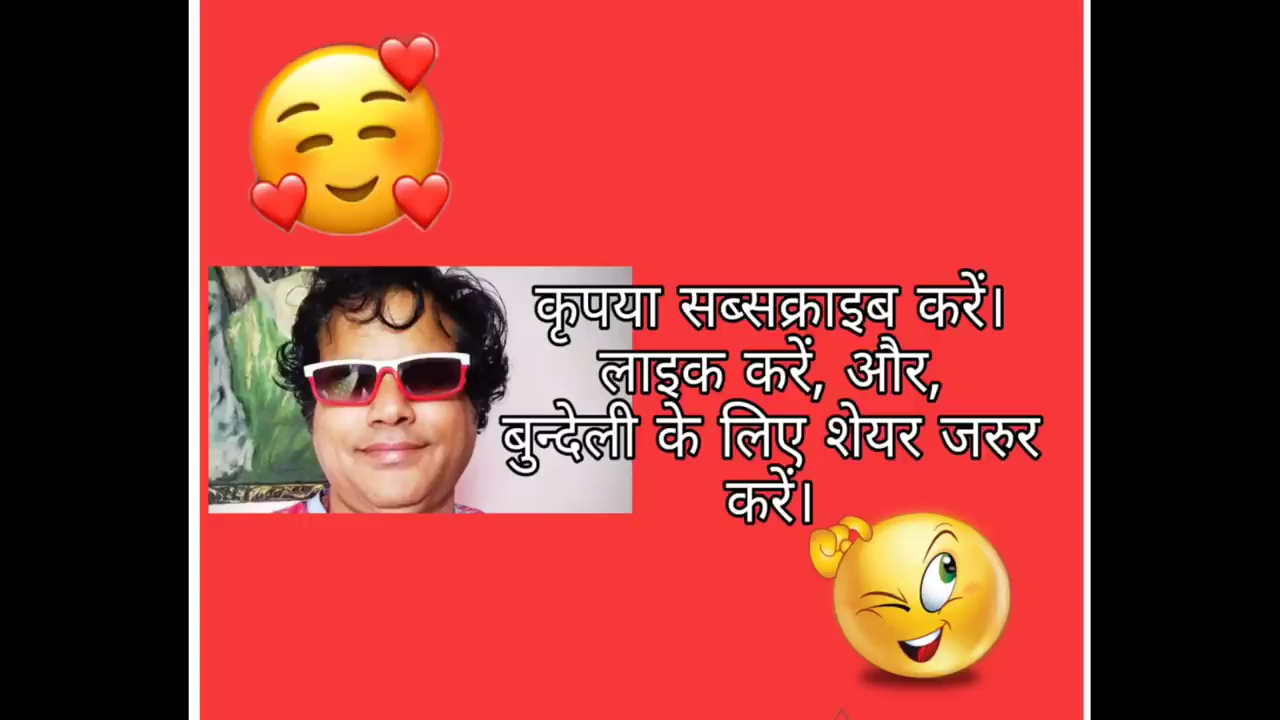 कृपया सब्सक्राइब करें।
लाइक करें, और,
बुन्देली के लिए शेयर जरुर
करें।